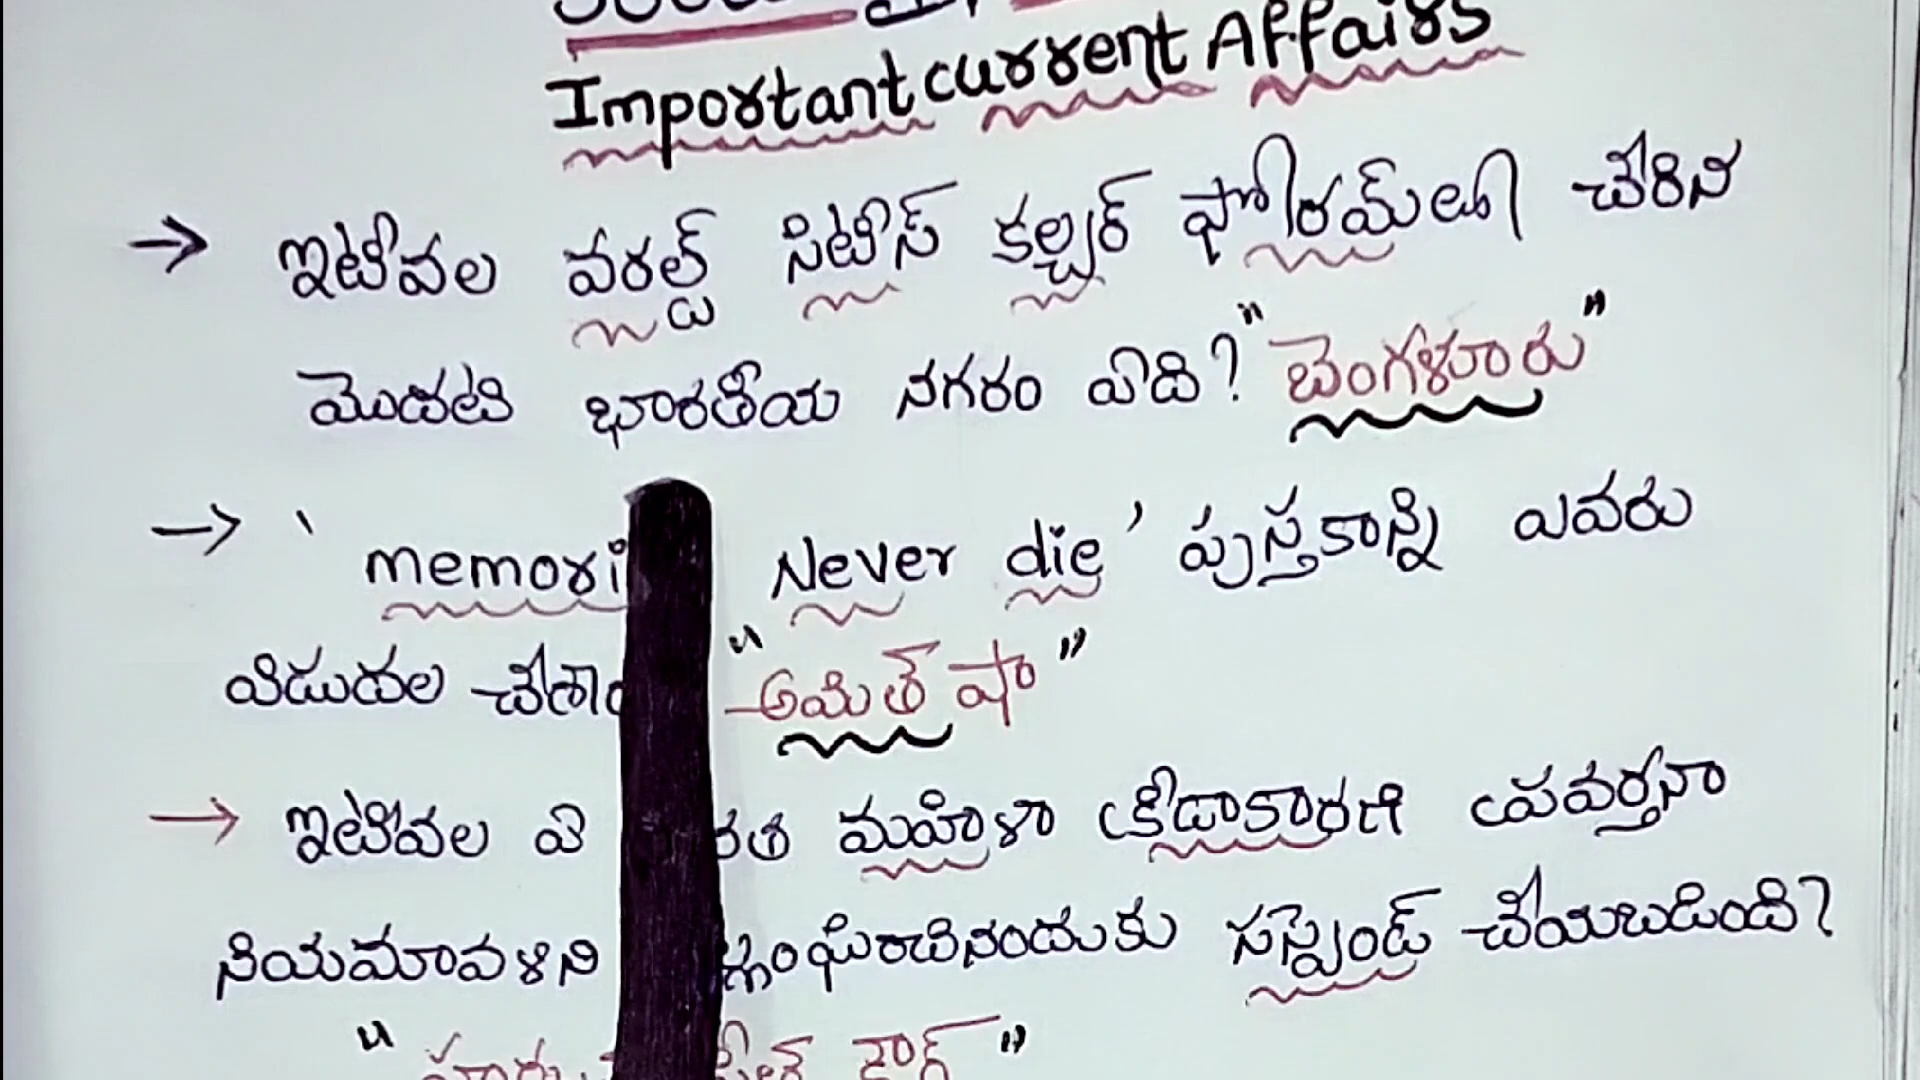 Important current Affairs
→ ఇటీవల వరల్డ్ సిటీస్ కల్చర్ ఫోరమ్‌లో చేరిన
మొదటి భారతీయ నగరం ఏది? "బెంగళూరు"
→ ' memori Never die ' పుస్తకాన్ని ఎవరు
విడుదల "అమిత్ షా"
→ ఇటీవల ఏ మహిళా క్రీడాకారిణి ప్రవర్తనా
నియమావళిని సస్పెండ్ చేయబడింది?
" కౌర్ "